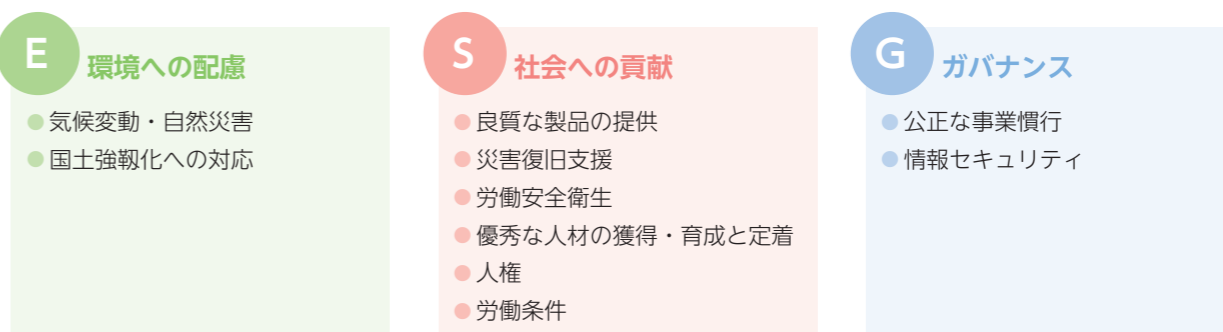 E
環境への配慮
気候変動・自然災害
国土強靱化への対応
S
社会への貢献
良質な製品の提供
災害復旧支援
労働安全衛生
優秀な人材の獲得・育成と定着
人権
労働条件
G
ガバナンス
公正な事業慣行
情報セキュリティ